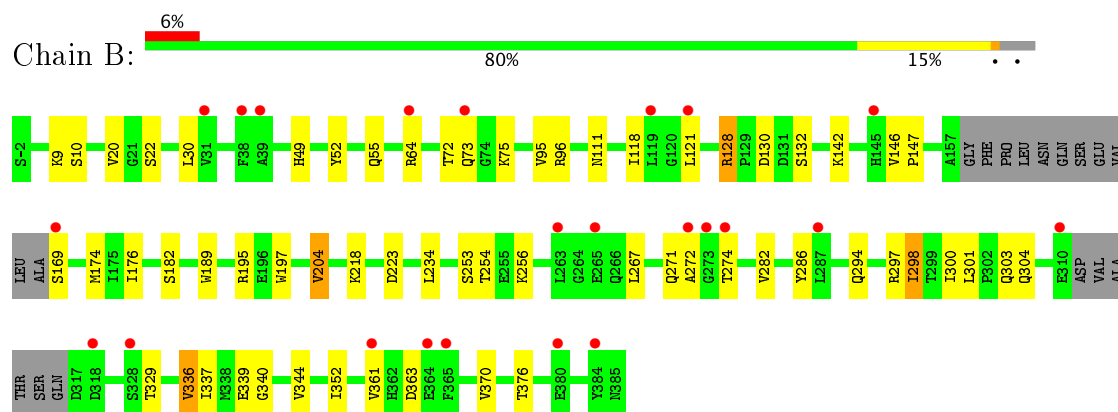 6%
Chain B:
80%
15%
S-2 K9 S10 V20 G21 S22 L30 V31 F38 A39 H49 Y52 Q55 R64 T72 Q73 G74 K75 V95 R96 N111 I118 L119 G120 L121 R128 P129 D130 D131 S132 K142 H145 V146 P147 A157 GLY PHE PRO LEU ASN GLN SER GLU VAL
LEU ALA S169 M174 I175 I176 S182 W189 R195 E196 W197 V204 K218 D223 L234 S253 T254 E255 K256 L263 G264 E265 Q266 L267 Q271 A272 G273 T274 V282 Y286 L287 Q294 R297 I298 T299 I300 L301 P302 Q303 Q304 E310 ASP VAL ALA
THR SER GLN D317 D318 S328 T329 V336 I337 M338 E339 G340 V344 I352 V361 H362 D363 E364 F365 V370 T376 E380 Y384 N385